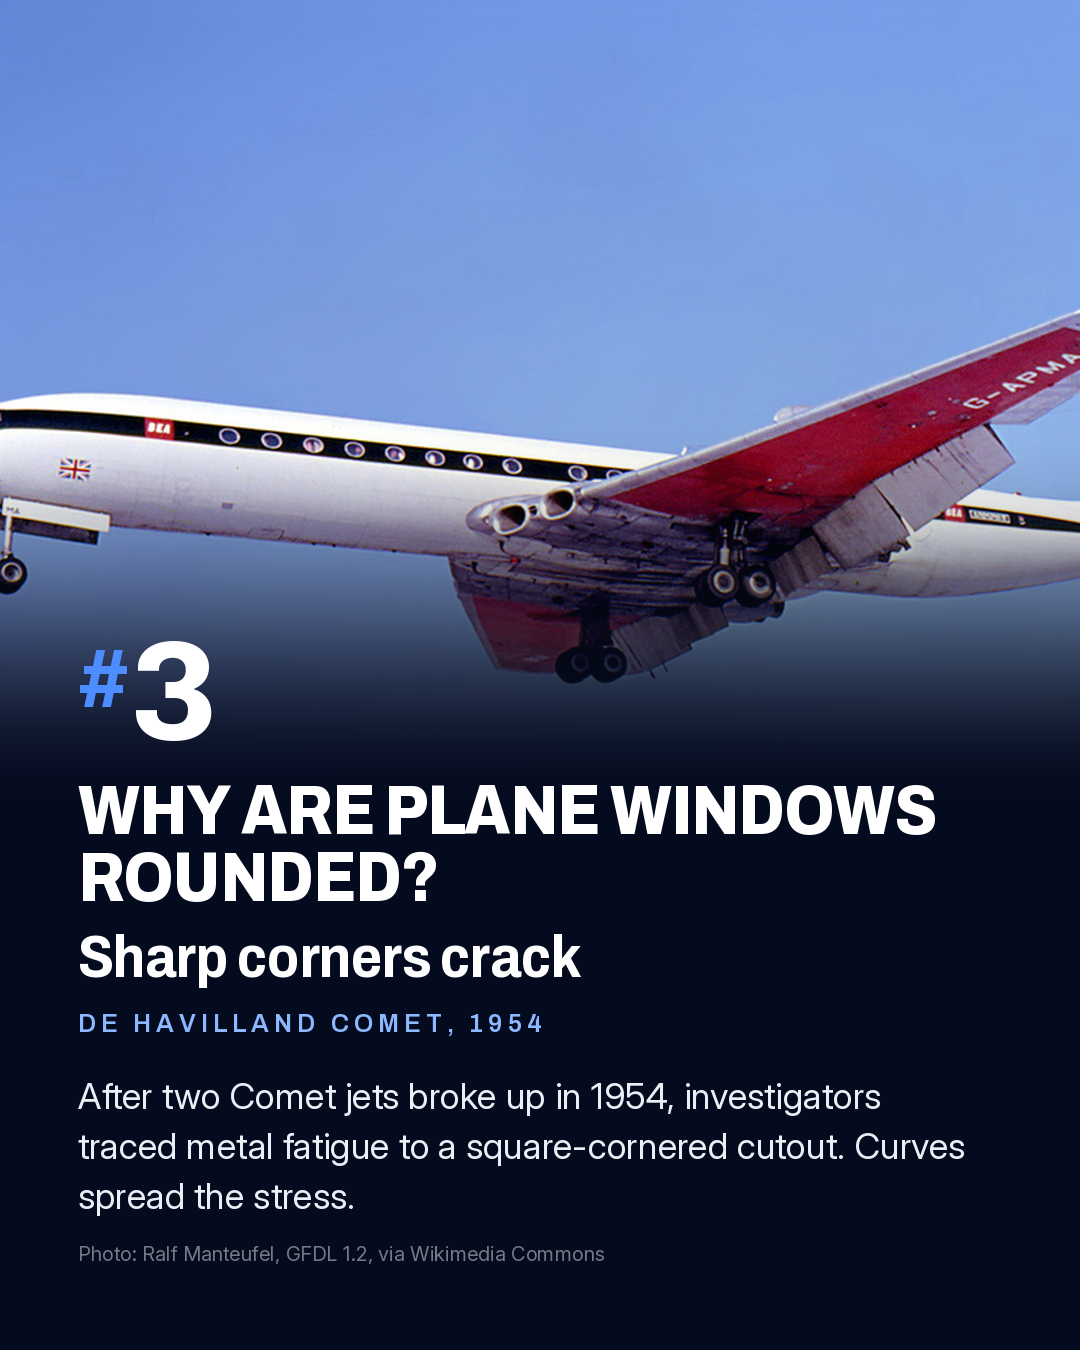 G-APMA
BEA
MA
BEA
#3
WHY ARE PLANE WINDOWS
ROUNDED?
Sharp corners crack
DE HAVILLAND COMET, 1954
After two Comet jets broke up in 1954, investigators
traced metal fatigue to a square-cornered cutout. Curves
spread the stress.
Photo: Ralf Manteufel, GFDL 1.2, via Wikimedia Commons